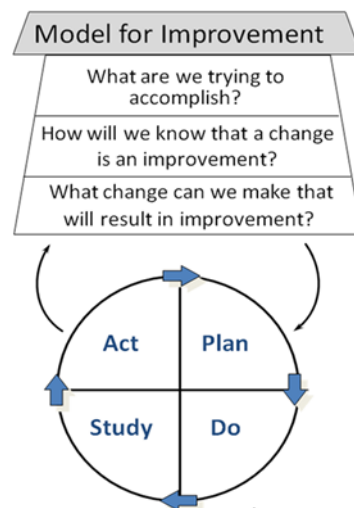 Model for Improvement
What are we trying to
accomplish?
How will we know that a change
is an improvement?
What change can we make that
will result in improvement?
Act
Plan
Study
Do